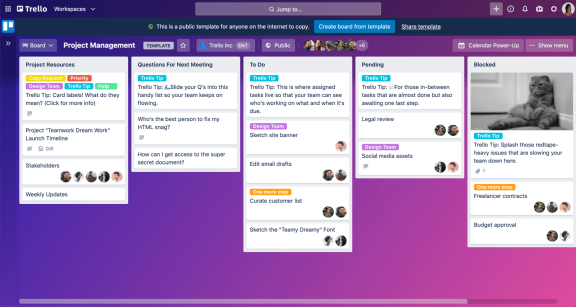 Trello
Workspaces
Jump to...
This is a public template for anyone on the internet to copy.
Create board from template
Share template
Board
Project Management
TEMPLATE
Trello Inc
ENT
Public
+6
Calendar Power-Up
Show menu
Project Resources
Copy Request
Priority
Design Team
Trello Tip
Help
Trello Tip: Card labels! What do they
mean? (Click for more info)
Project "Teamwork Dream Work"
Launch Timeline
Stakeholders
Weekly Updates
Questions For Next Meeting
Trello Tip
Trello Tip: Slide your Q's into this
handy list so your team keeps on
flowing.
Who's the best person to fix my
HTML snag?
How can I get access to the super
secret document?
To Do
Trello Tip
Trello Tip: This is where assigned
tasks live so that your team can see
who's working on what and when it's
due.
Design Team
Sketch site banner
Edit email drafts
One more step
Curate customer list
Sketch the "Teamy Dreamy" Font
Pending
Trello Tip
Trello Tip: For those in-between
tasks that are almost done but also
awaiting one last step.
Legal review
Design Team
Social media assets
Blocked
Trello Tip
Trello Tip: Splash those redtape-
heavy issues that are slowing your
team down here.
1
One more step
Freelancer contracts
Budget approval